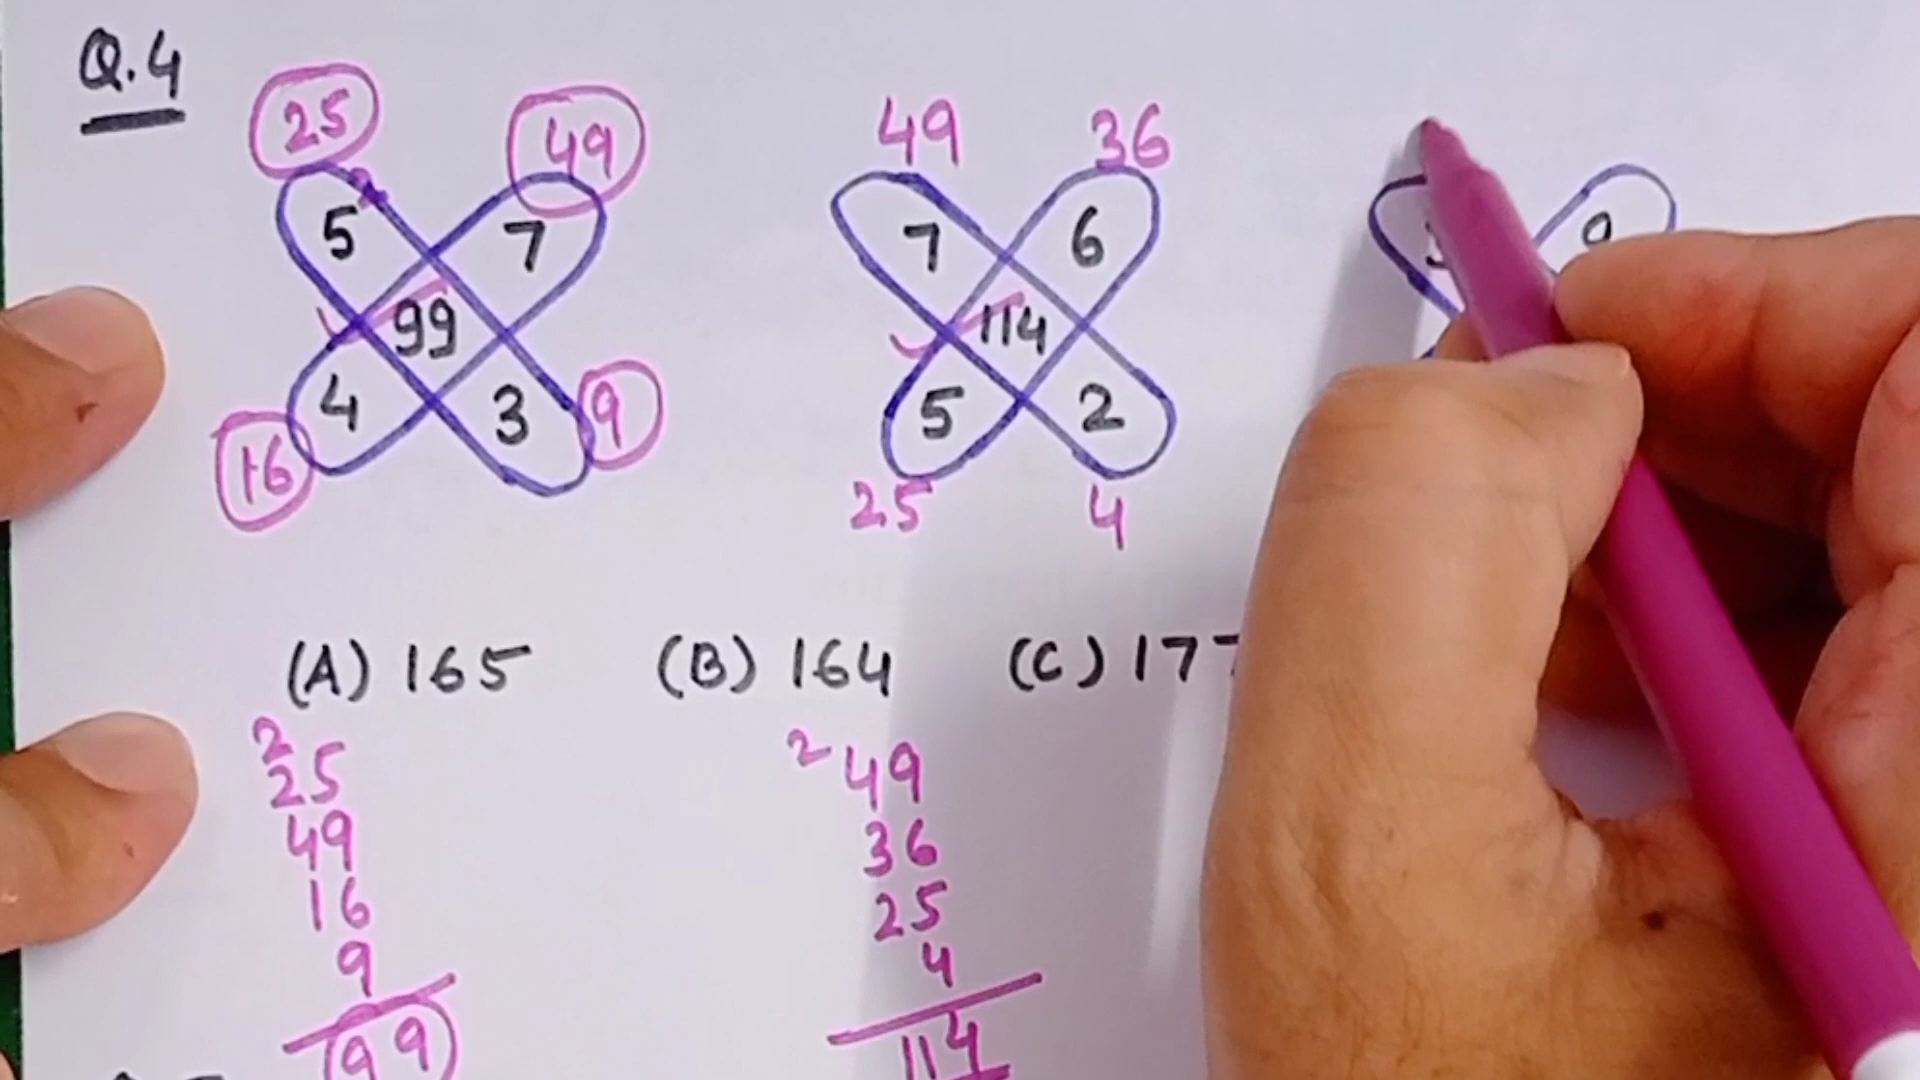 Q.4
25 49 49 36
5 7 7 6
99 114
4 3 9 5 2
16 25 4
(A) 165 (B) 164 (C) 177
2 2
25 49
49 36
16 25
9 4
99 114